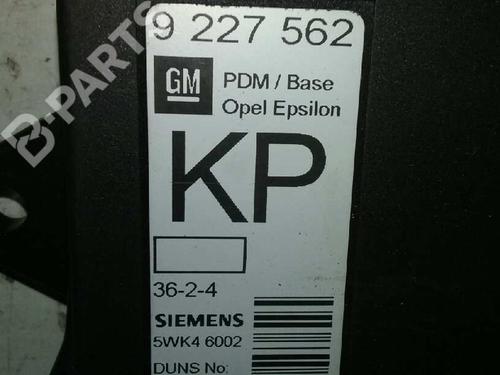 9 227 562
GM
PDM / Base
Opel Epsilon
KP
36-2-4
SIEMENS
5WK4 6002
DUNS No:
B-PARTS